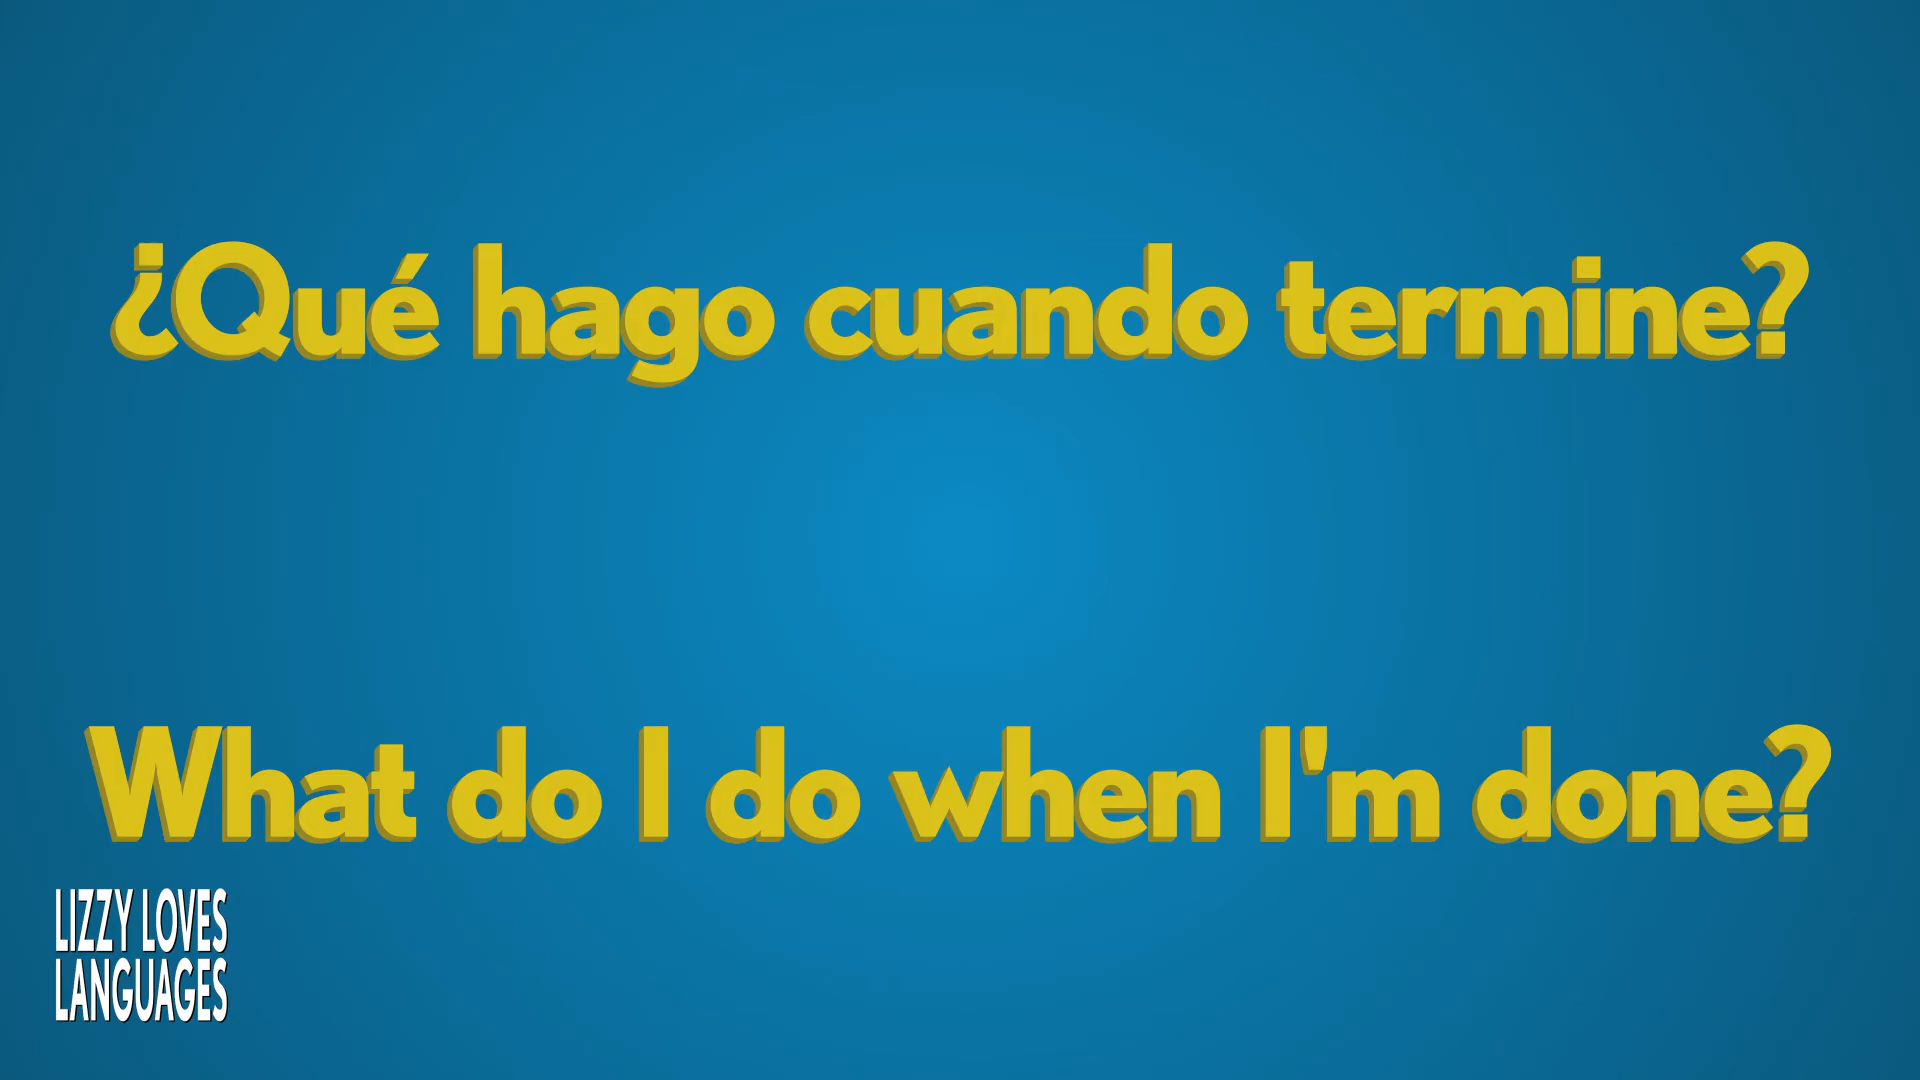 ¿Qué hago cuando termine?
What do I do when I'm done?
LIZZY LOVES
LANGUAGES